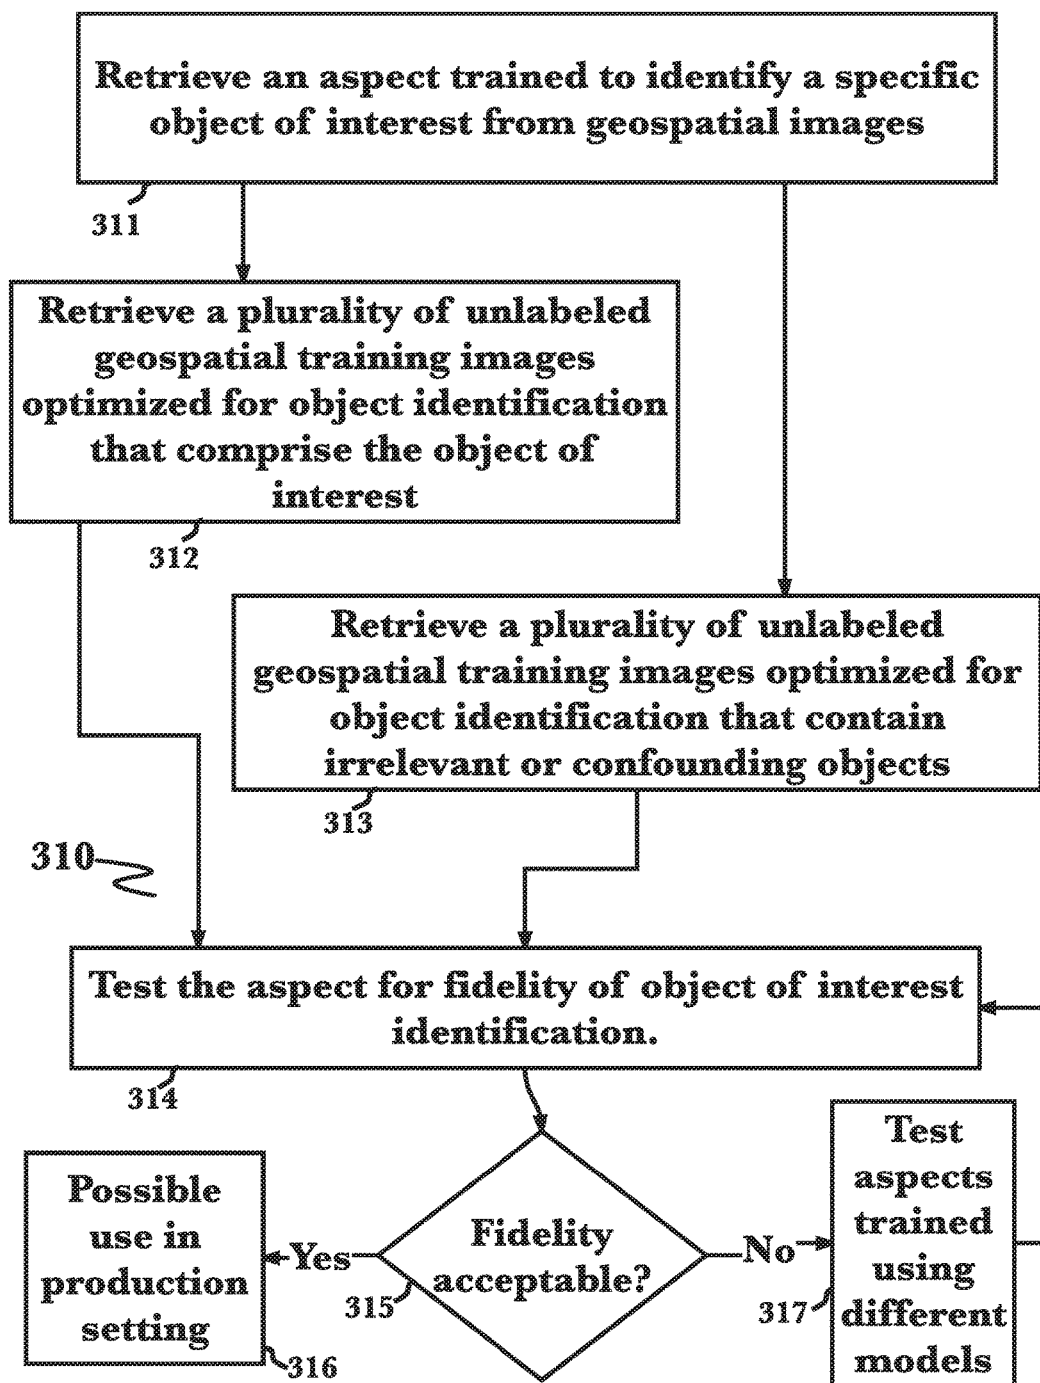 Retrieve an aspect trained to identify a specific
object of interest from geospatial images
311
Retrieve a plurality of unlabeled
geospatial training images
optimized for object identification
that comprise the object of
interest
312
Retrieve a plurality of unlabeled
geospatial training images optimized for
object identification that contain
irrelevant or confounding objects
313
310
Test the aspect for fidelity of object of interest
identification.
314
Fidelity
acceptable?
315
Yes
No
Possible
use in
production
setting
316
Test
aspects
trained
using
different
models
317